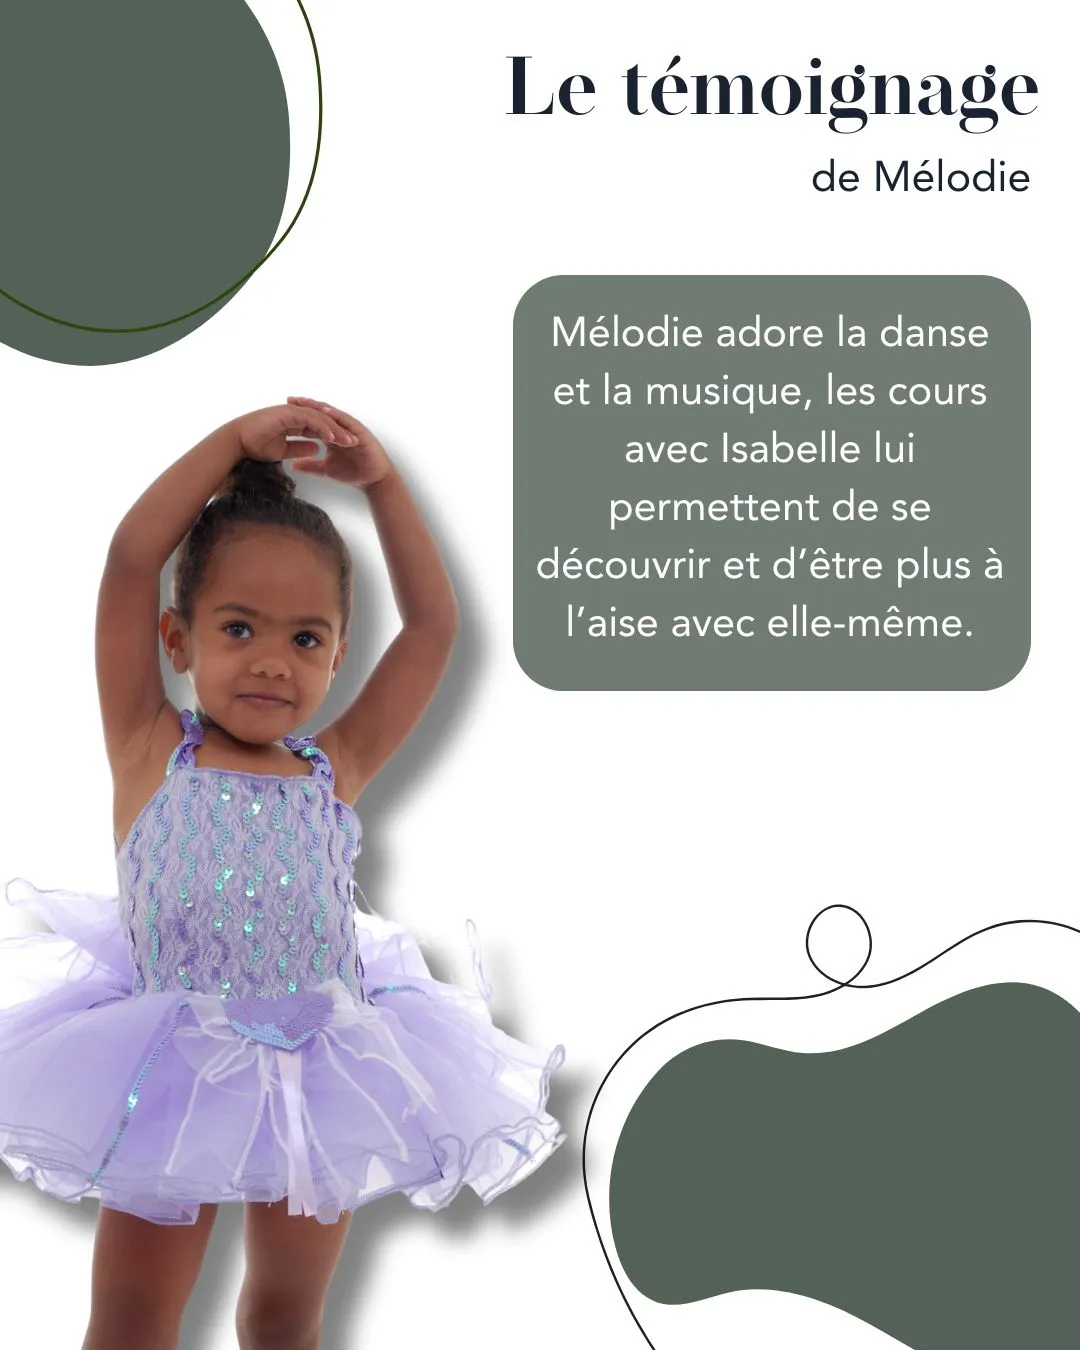 Le témoignage
de Mélodie
Mélodie adore la danse
et la musique, les cours
avec Isabelle lui
permettent de se
découvrir et d’être plus à
l’aise avec elle-même.